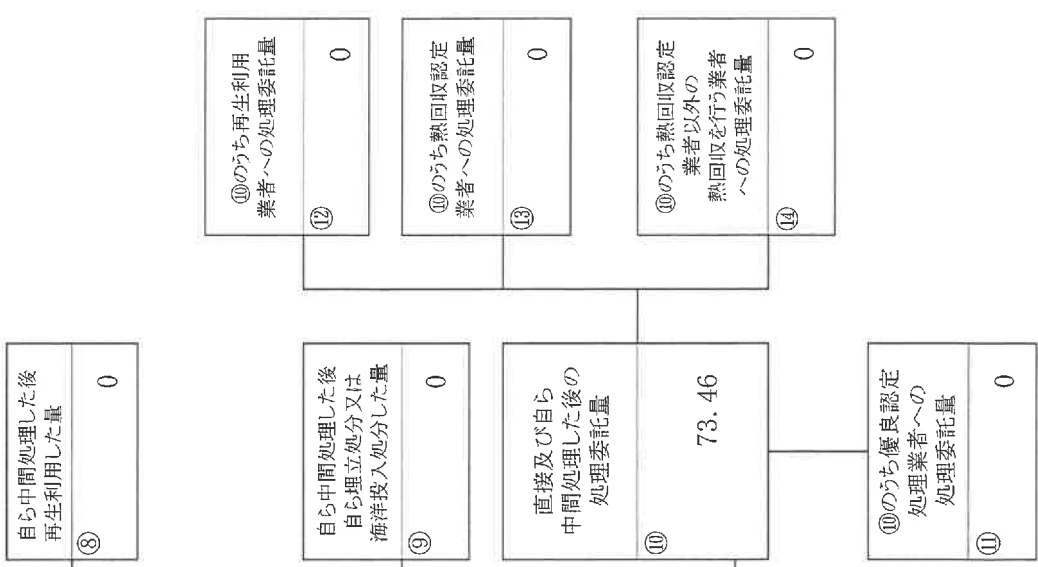 自ら中間処理した後
再生利用した量
⑧
0
自ら中間処理した後
自ら埋立処分又は
海洋投入処分した量
⑨
0
直接及び自ら
中間処理した後の
処理委託量
⑩
73.46
⑩のうち優良認定
処理業者への
処理委託量
⑪
0
⑩のうち再生利用
業者への処理委託量
⑫
0
⑩のうち熱回収認定
業者への処理委託量
⑬
0
⑩のうち熱回収認定
業者以外の
熱回収を行う業者
への処理委託量
⑭
0